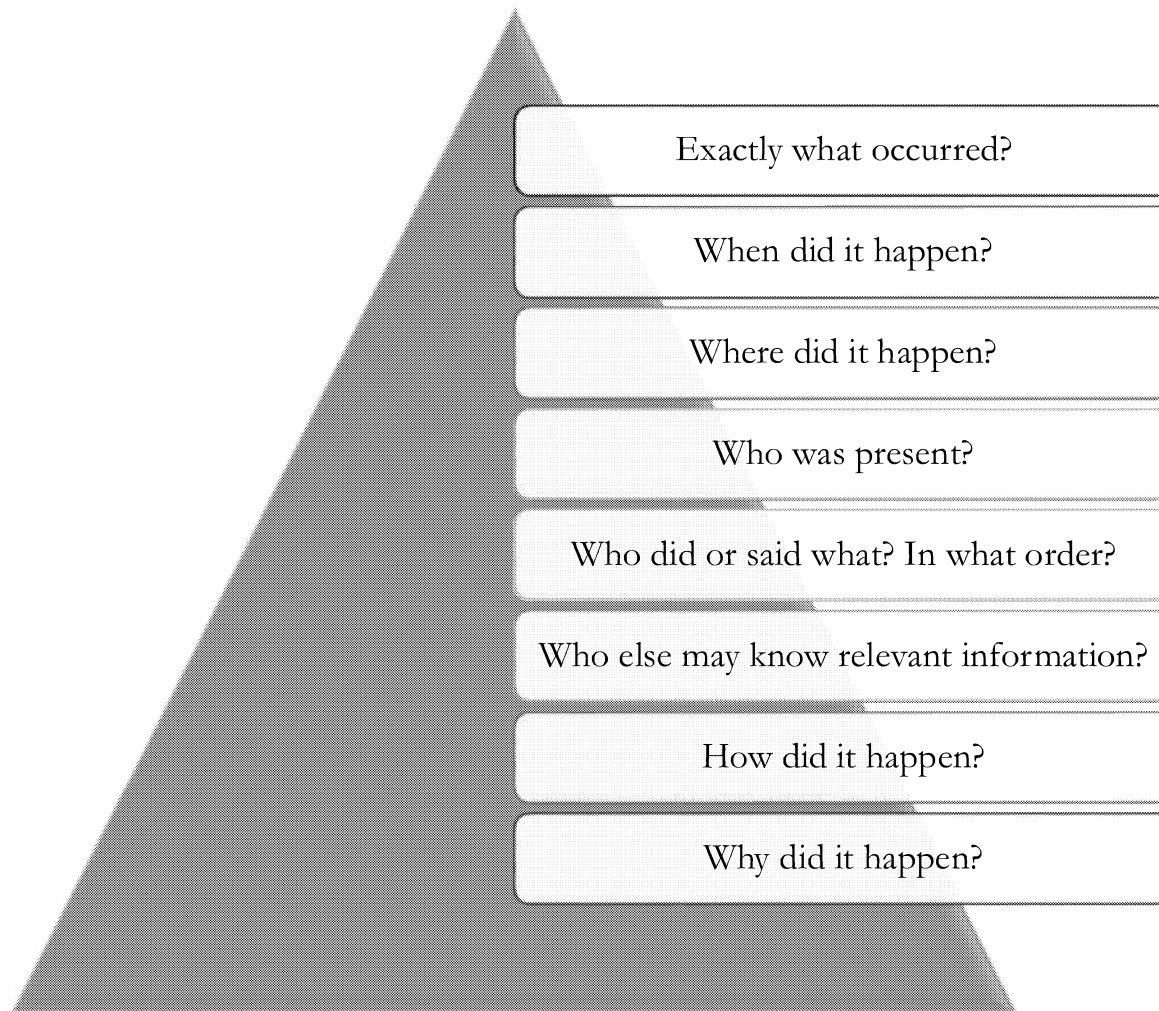 Exactly what occurred?
When did it happen?
Where did it happen?
Who was present?
Who did or said what? In what order?
Who else may know relevant information?
How did it happen?
Why did it happen?